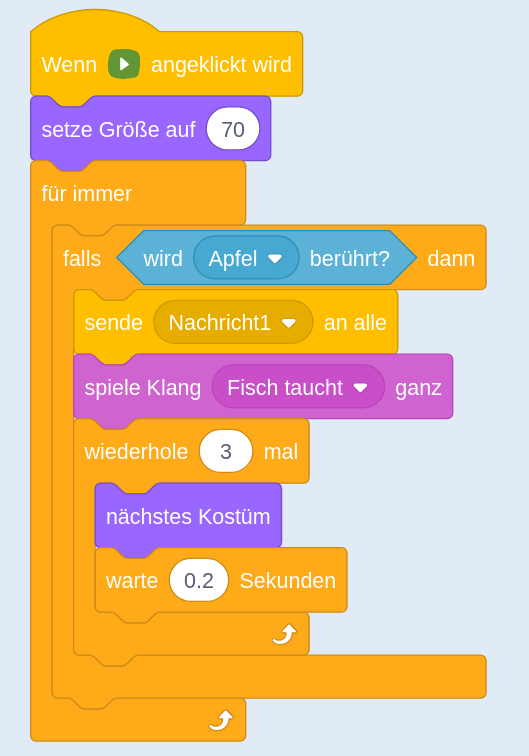 Wenn angeklickt wird
setze Größe auf 70
für immer
falls wird Apfel berührt? dann
sende Nachricht1 an alle
spiele Klang Fisch taucht ganz
wiederhole 3 mal
nächstes Kostüm
warte 0.2 Sekunden